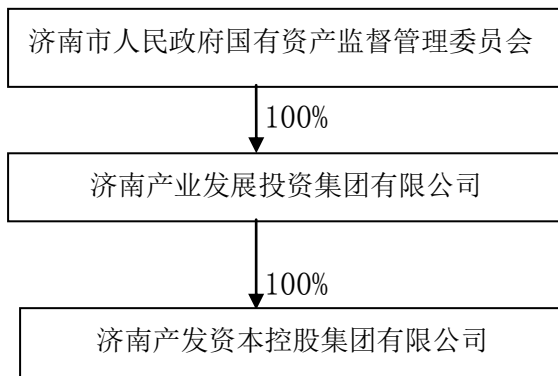 济南市人民政府国有资产监督管理委员会
100%
济南产业发展投资集团有限公司
100%
济南产发资本控股集团有限公司